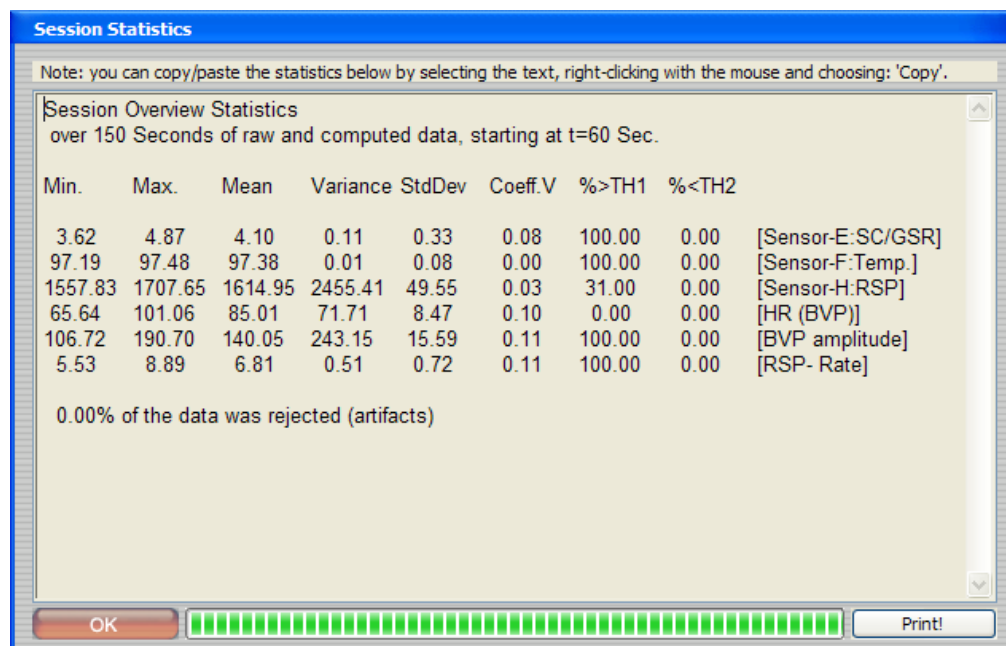 Session Statistics
Note: you can copy/paste the statistics below by selecting the text, right-clicking with the mouse and choosing: 'Copy'.
Session Overview Statistics
over 150 Seconds of raw and computed data, starting at t=60 Sec.
Min. Max. Mean Variance StdDev Coeff.V %>TH1 %<TH2
3.62 4.87 4.10 0.11 0.33 0.08 100.00 0.00 [Sensor-E:SC/GSR]
97.19 97.48 97.38 0.01 0.08 0.00 100.00 0.00 [Sensor-F:Temp.]
1557.83 1707.65 1614.95 2455.41 49.55 0.03 31.00 0.00 [Sensor-H:RSP]
65.64 101.06 85.01 71.71 8.47 0.10 0.00 0.00 [HR (BVP)]
106.72 190.70 140.05 243.15 15.59 0.11 100.00 0.00 [BVP amplitude]
5.53 8.89 6.81 0.51 0.72 0.11 100.00 0.00 [RSP- Rate]
0.00% of the data was rejected (artifacts)
OK Print!